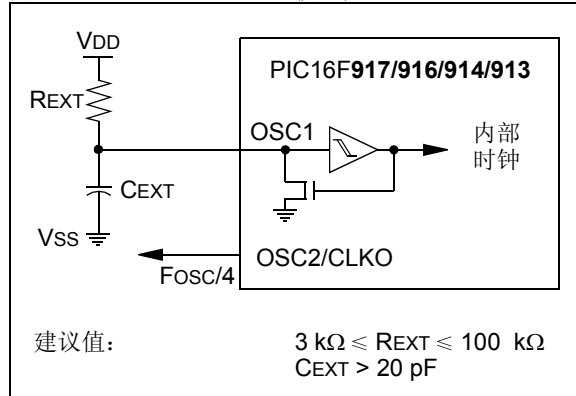 VDD
PIC16F917/916/914/913
REXT
OSC1
内部
时钟
CEXT
VSS
OSC2/CLKO
FOSC/4
建议值:
3 kΩ ≤ REXT ≤ 100 kΩ
CEXT > 20 pF